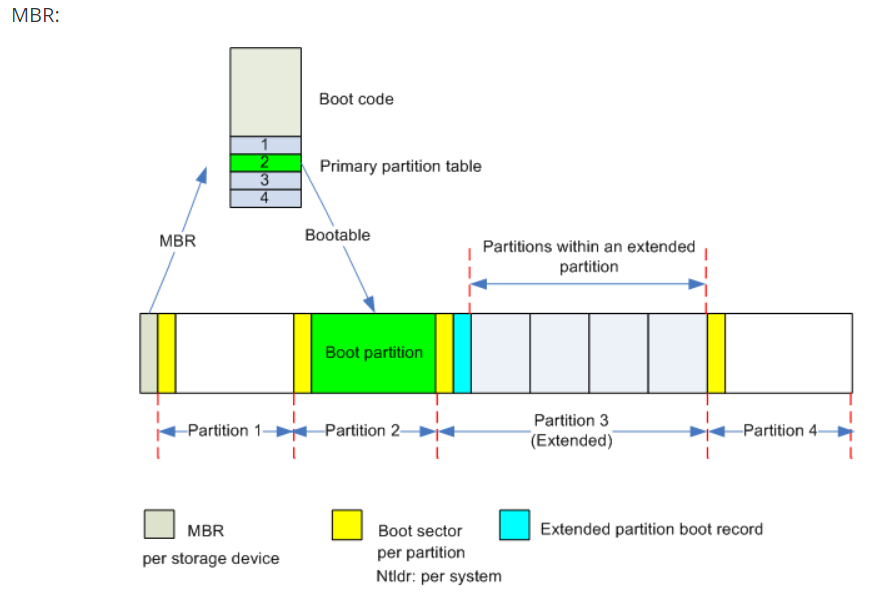 MBR:
Boot code
1
2
3
4
Primary partition table
MBR
Bootable
Partitions within an extended
partition
Boot partition
Partition 1
Partition 2
Partition 3
(Extended)
Partition 4
MBR
per storage device
Boot sector
per partition
Ntldr: per system
Extended partition boot record